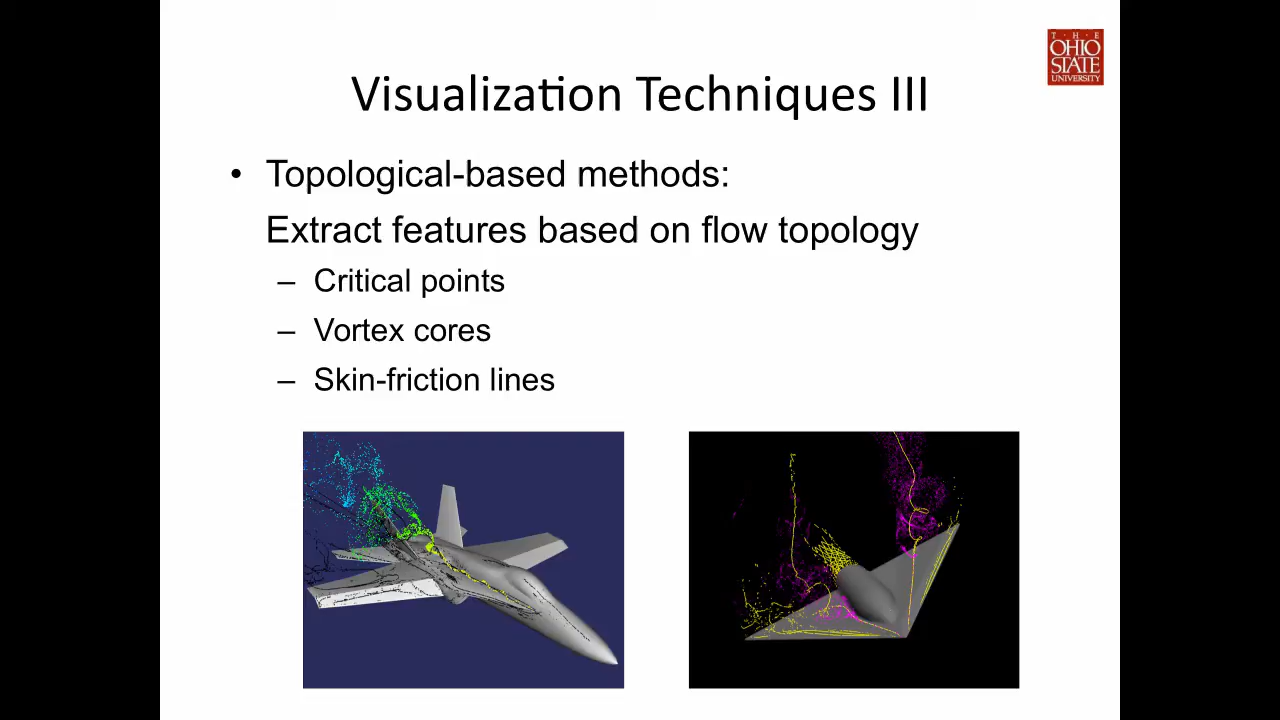 T · H · E
OHIO
STATE
UNIVERSITY
Visualization Techniques III
• Topological-based methods:
Extract features based on flow topology
– Critical points
– Vortex cores
– Skin-friction lines